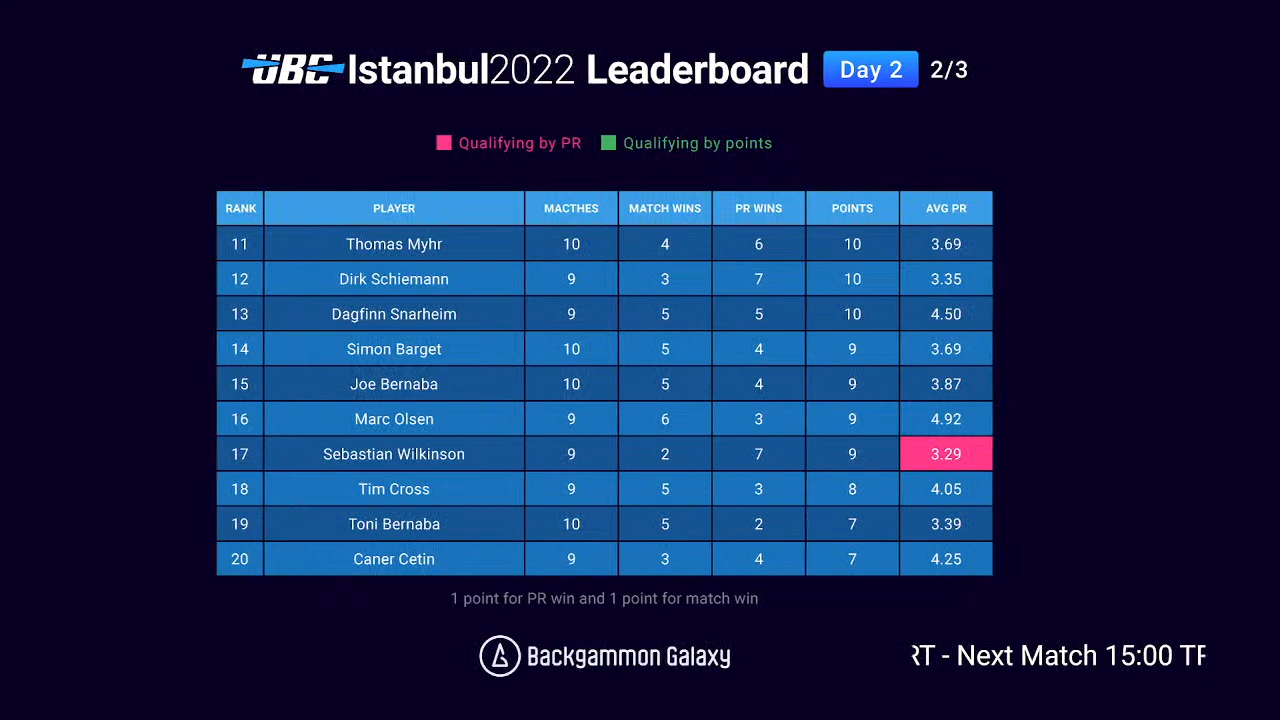 UBC Istanbul2022 Leaderboard Day 2 2/3
Qualifying by PR Qualifying by points
RANK PLAYER MACTHES MATCH WINS PR WINS POINTS AVG PR
11 Thomas Myhr 10 4 6 10 3.69
12 Dirk Schiemann 9 3 7 10 3.35
13 Dagfinn Snarheim 9 5 5 10 4.50
14 Simon Barget 10 5 4 9 3.69
15 Joe Bernaba 10 5 4 9 3.87
16 Marc Olsen 9 6 3 9 4.92
17 Sebastian Wilkinson 9 2 7 9 3.29
18 Tim Cross 9 5 3 8 4.05
19 Toni Bernaba 10 5 2 7 3.39
20 Caner Cetin 9 3 4 7 4.25
1 point for PR win and 1 point for match win
Backgammon Galaxy
RT - Next Match 15:00 TR